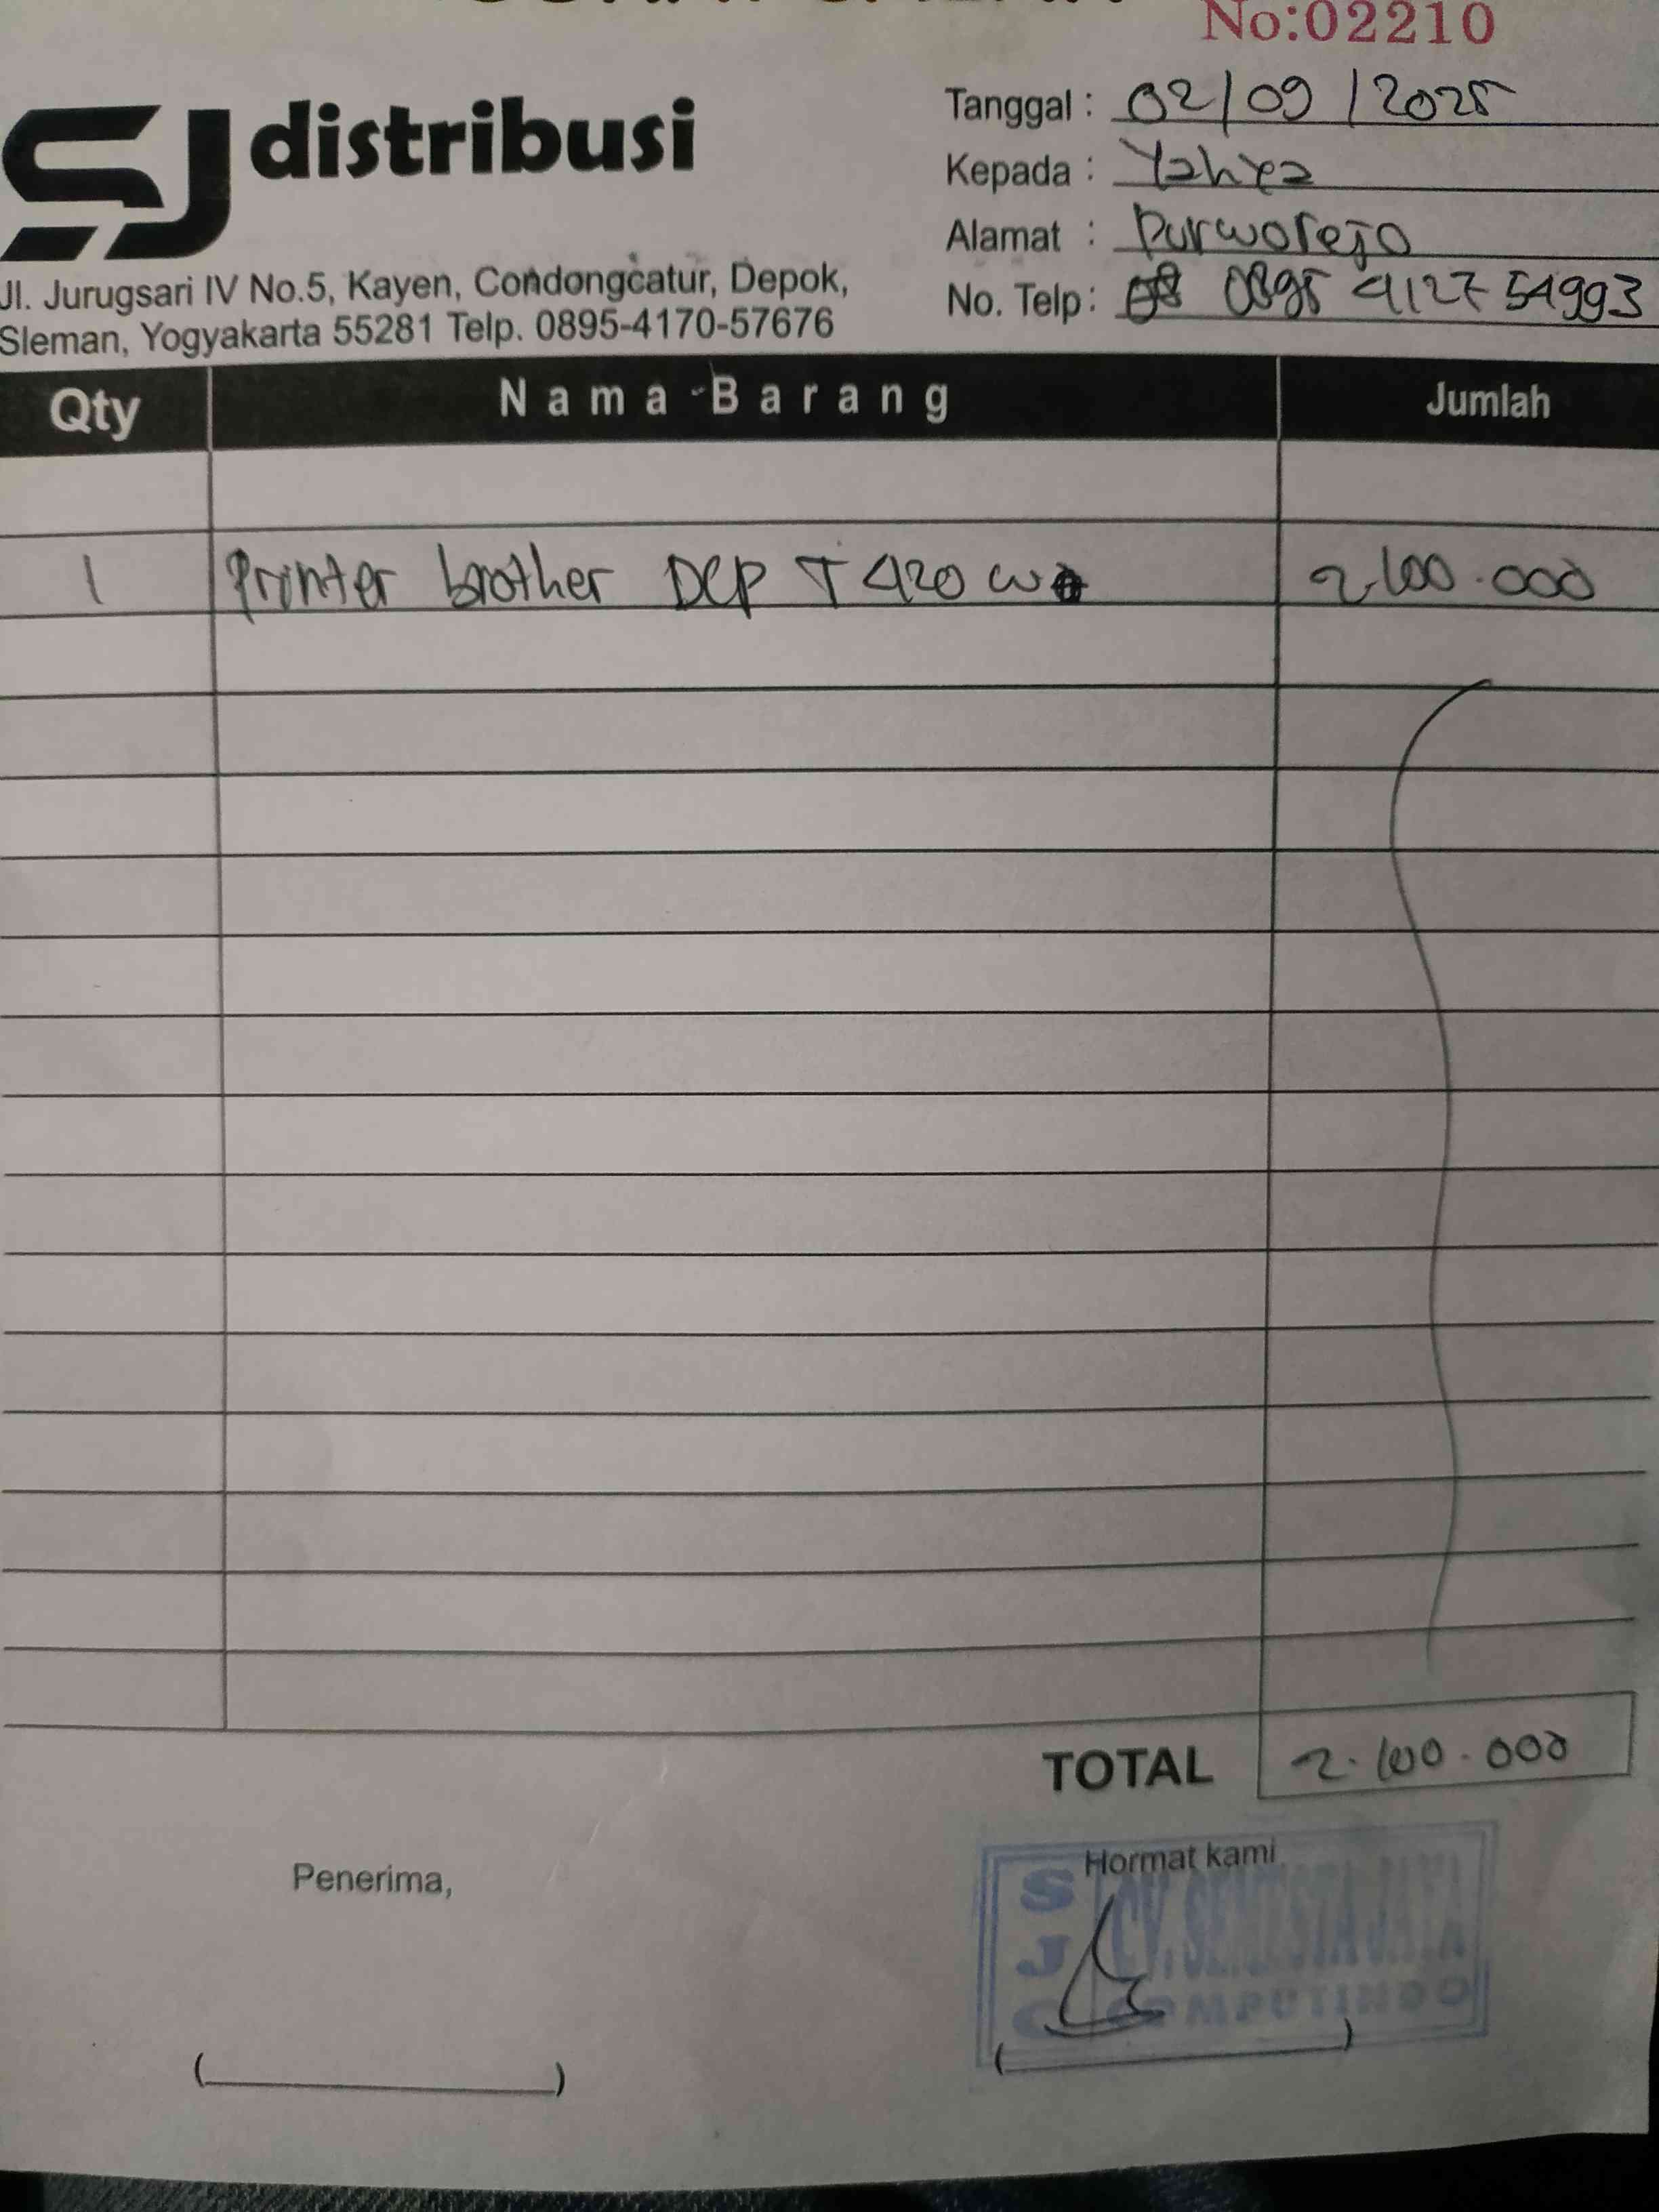 No:02210
SJ distribusi
Jl. Jurugsari IV No.5, Kayen, Condongcatur, Depok,
Sleman, Yogyakarta 55281 Telp. 0895-4170-57676
Tanggal : 02/09/2025
Kepada : Yahya
Alamat : Purworejo
No. Telp : 0895 4127 54993
Qty Nama Barang Jumlah
1 Printer brother DCP T420 W 2.100.000
TOTAL 2.100.000
Penerima,
Hormat kami,
SJC CV. SEMESTA JAYA
COMPUTINDO